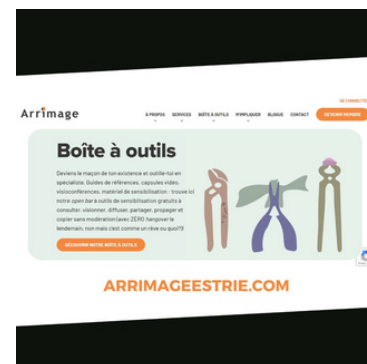 SE CONNECTER
Arrimage
À PROPOS SERVICES BOÎTE À OUTILS M'IMPLIQUER BLOGUE CONTACT DEVENIR MEMBRE
Boîte à outils
Deviens le maçon de ton existence et outille-toi en
spécialiste. Guides de références, capsules vidéo,
visioconférences, matériel de sensibilisation : trouve ici
notre open bar à outils de sensibilisation gratuits à
consulter, visionner, diffuser, partager, propager et
copier sans modération (avec ZÉRO hangover le
lendemain, non mais c'est comme un rêve ou quoi?)!
DÉCOUVRIR NOTRE BOÎTE À OUTILS
ARRIMAGEESTRIE.COM